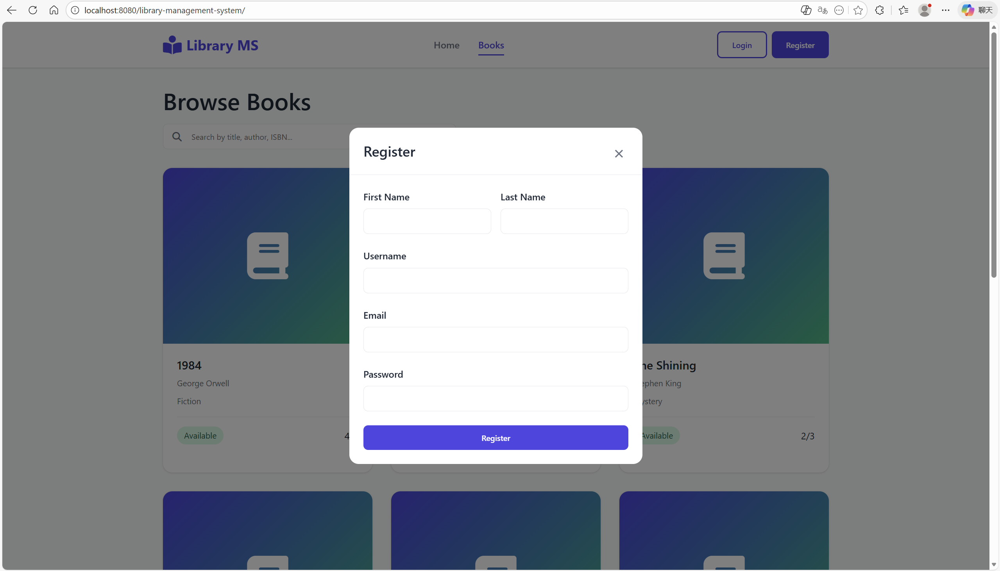 localhost:8080/library-management-system/
聊天
Library MS
Home
Books
Login
Register
Browse Books
Search by title, author, ISBN...
Register
First Name
Last Name
Username
Email
Password
Register
1984
George Orwell
Fiction
Available
4
he Shining
ephen King
ystery
Available
2/3